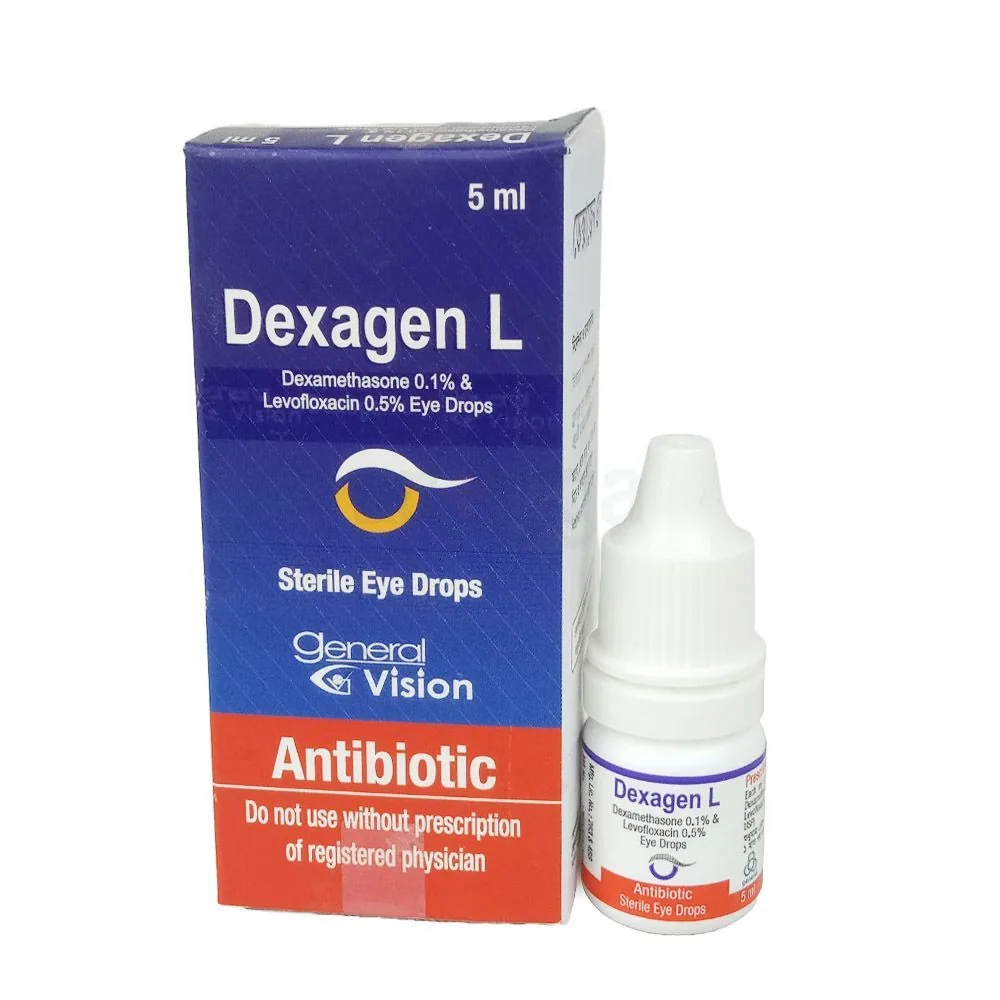 Dexagen L
5 ml
5 ml
Dexagen L
Dexamethasone 0.1% &
Levofloxacin 0.5% Eye Drops
Sterile Eye Drops
general
Vision
Antibiotic
Do not use without prescription
of registered physician
Dexagen L
Dexamethasone 0.1% &
Levofloxacin 0.5%
Eye Drops
Antibiotic
Sterile Eye Drops
5 ml